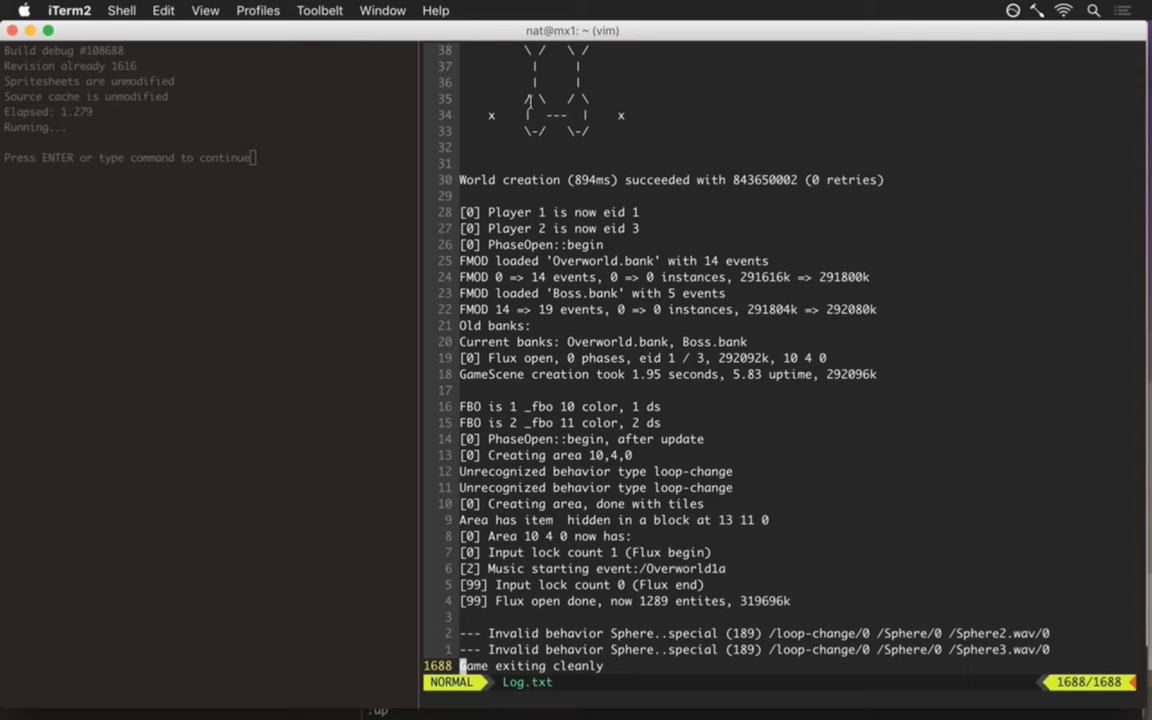 iTerm2 Shell Edit View Profiles Toolbelt Window Help
nat@mx1: ~ (vim)
Build debug #108688
Revision already 1616
Spritesheets are unmodified
Source cache is unmodified
Elapsed: 1.279
Running...
Press ENTER or type command to continue
38 \ /   \ /
37 |     |
36 |     |
35 / \   / \
34 x   | --- |   x
33 \-/   \-/
32
31
30 World creation (894ms) succeeded with 843650002 (0 retries)
29
28 [0] Player 1 is now eid 1
27 [0] Player 2 is now eid 3
26 [0] PhaseOpen::begin
25 FMOD loaded 'Overworld.bank' with 14 events
24 FMOD 0 => 14 events, 0 => 0 instances, 291616k => 291800k
23 FMOD loaded 'Boss.bank' with 5 events
22 FMOD 14 => 19 events, 0 => 0 instances, 291804k => 292080k
21 Old banks:
20 Current banks: Overworld.bank, Boss.bank
19 [0] Flux open, 0 phases, eid 1 / 3, 292092k, 10 4 0
18 GameScene creation took 1.95 seconds, 5.83 uptime, 292096k
17
16 FBO is 1 _fbo 10 color, 1 ds
15 FBO is 2 _fbo 11 color, 2 ds
14 [0] PhaseOpen::begin, after update
13 [0] Creating area 10,4,0
12 Unrecognized behavior type loop-change
11 Unrecognized behavior type loop-change
10 [0] Creating area, done with tiles
9 Area has item  hidden in a block at 13 11 0
8 [0] Area 10 4 0 now has:
7 [0] Input lock count 1 (Flux begin)
6 [2] Music starting event:/Overworld1a
5 [99] Input lock count 0 (Flux end)
4 [99] Flux open done, now 1289 entites, 319696k
3
2 --- Invalid behavior Sphere..special (189) /loop-change/0 /Sphere/0 /Sphere2.wav/0
1 --- Invalid behavior Sphere..special (189) /loop-change/0 /Sphere/0 /Sphere3.wav/0
1688 Game exiting cleanly
NORMAL Log.txt 1688/1688
.up